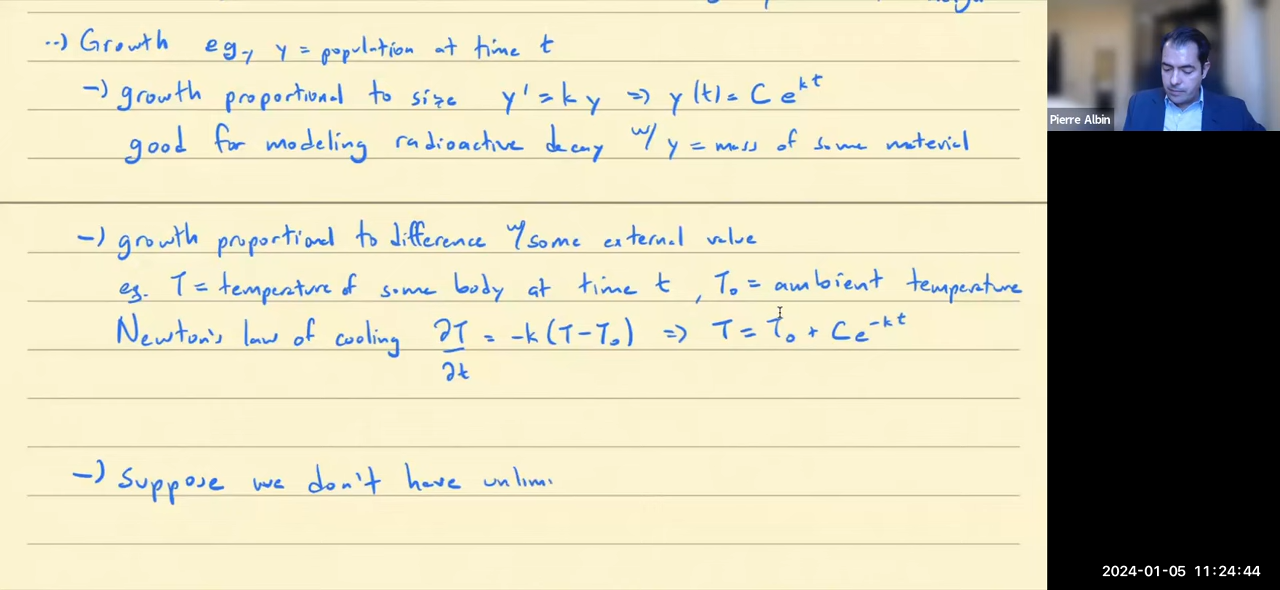 ··) Growth eg, y = population at time t
-) growth proportional to size y' = ky => y(t) = C e^{kt}
good for modeling radioactive decay w/ y = mass of some material
-) growth proportional to difference w/ some external value
eg. T = temperature of some body at time t, T₀ = ambient temperature
Newton's law of cooling ∂T/∂t = -k(T-T₀) => T = T₀ + Ce^{-kt}
-) Suppose we don't have unlim
Pierre Albin
2024-01-05 11:24:44